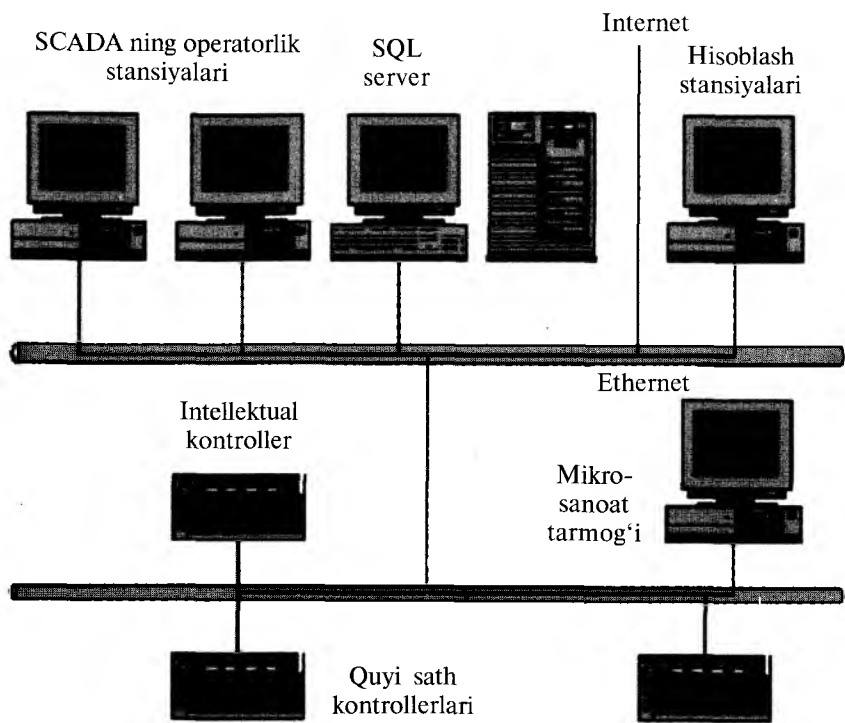 SCADA ning operatorlik
stansiyalari
SQL
server
Internet
Hisoblash
stansiyalari
Ethernet
Intellektual
kontroller
Mikro-
sanoat
tarmog‘i
Quyi sath
kontrollerlari